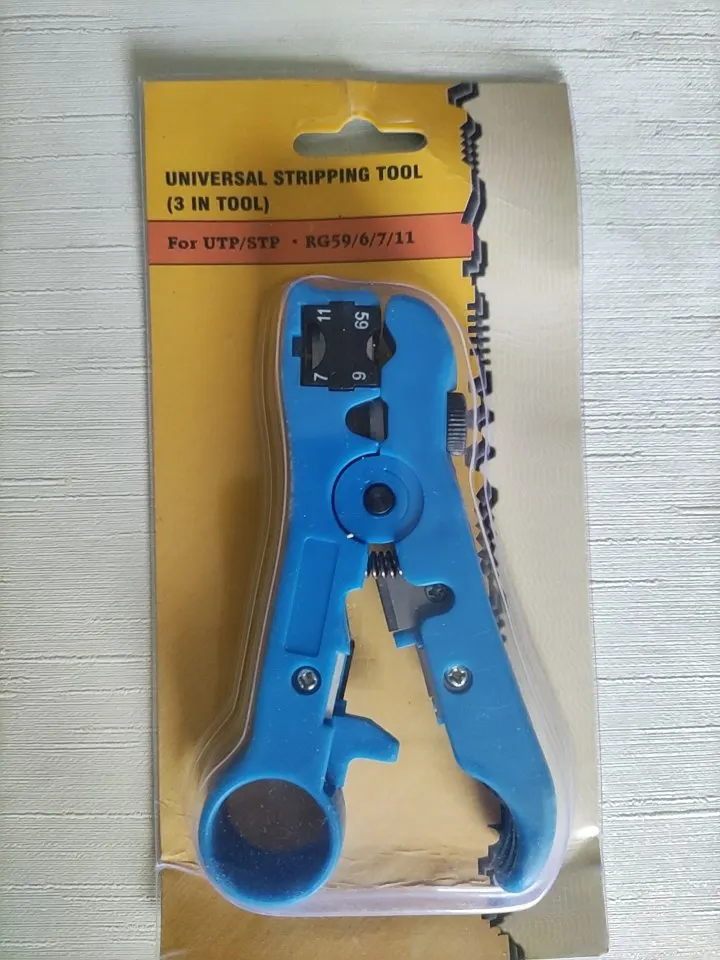 UNIVERSAL STRIPPING TOOL
(3 IN TOOL)
For UTP/STP · RG59/6/7/11
11 59
7 6